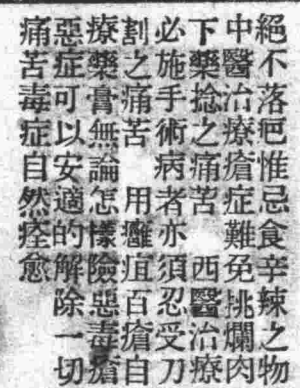 絕不落疤惟忌食辛辣之物
中醫治療瘡症難免挑爛肉
下藥捻之痛苦　西醫治療
必施手術病者亦須忍受刀
割之痛苦　用癰疽百瘡自
療藥膏無論怎樣險惡毒瘡
惡症可以安適的解除一切
痛苦毒症自然痊愈